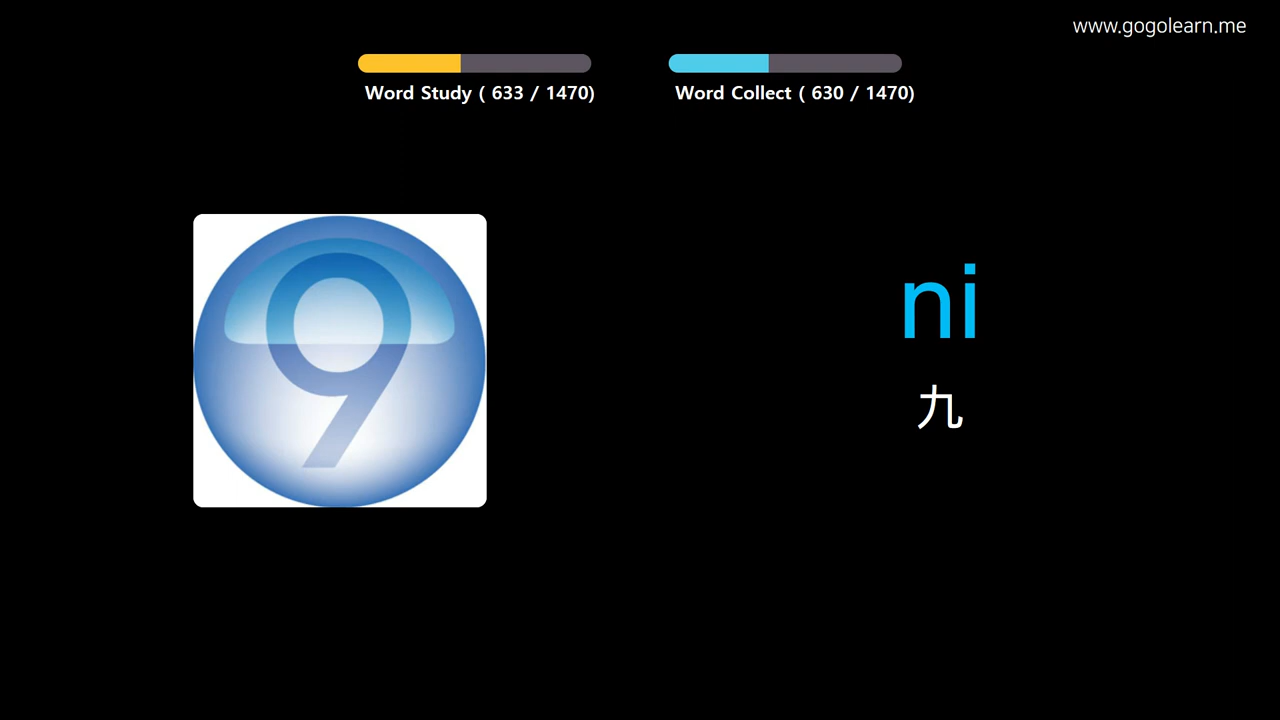 www.gogolearn.me
Word Study ( 633 / 1470)
Word Collect ( 630 / 1470)
9
ni
九